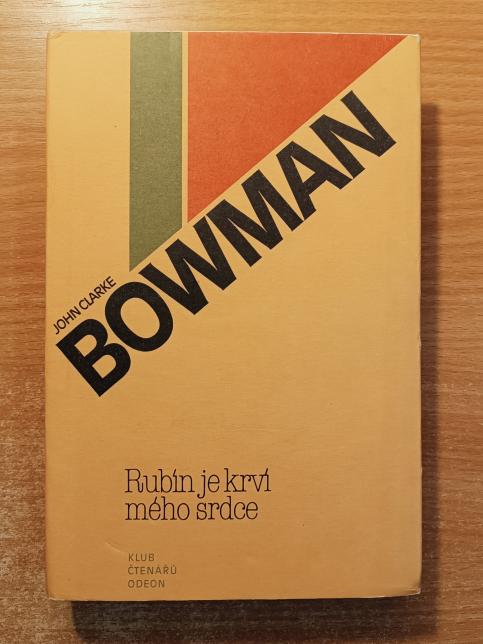 JOHN CLARKE
BOWMAN
Rubín je krví
mého srdce
KLUB
ČTENÁŘŮ
ODEON